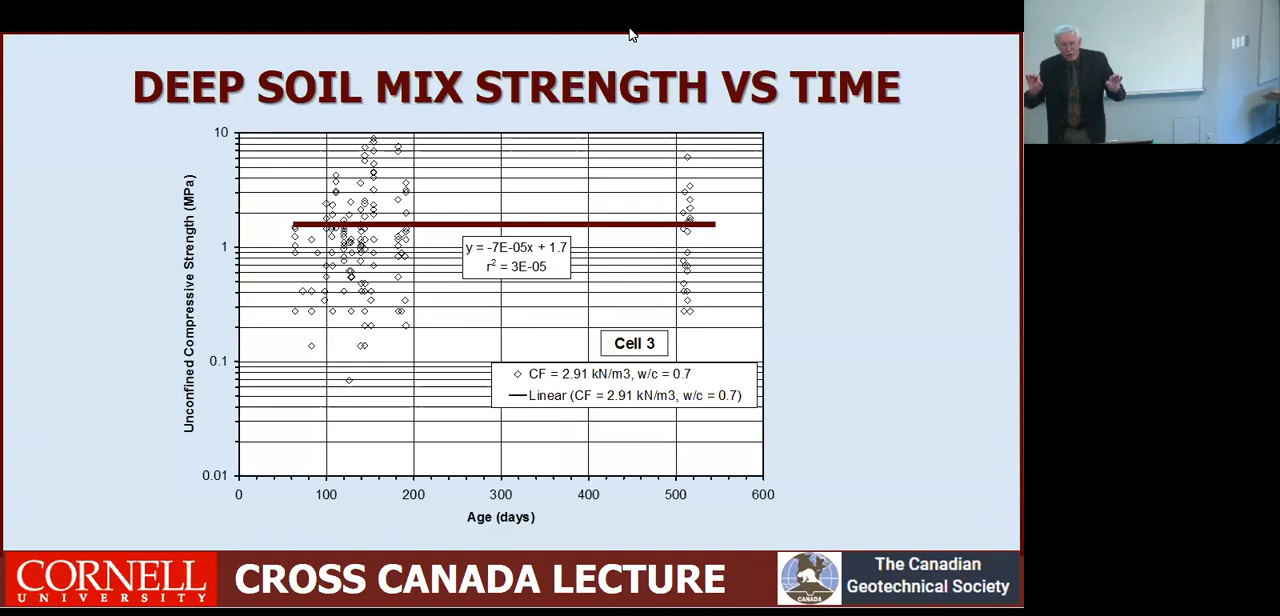 DEEP SOIL MIX STRENGTH VS TIME
10
1
0.1
0.01
Unconfined Compressive Strength (MPa)
y = -7E-05x + 1.7
r² = 3E-05
Cell 3
CF = 2.91 kN/m3, w/c = 0.7
Linear (CF = 2.91 kN/m3, w/c = 0.7)
0 100 200 300 400 500 600
Age (days)
CORNELL
UNIVERSITY
CROSS CANADA LECTURE
CANADA
The Canadian
Geotechnical Society